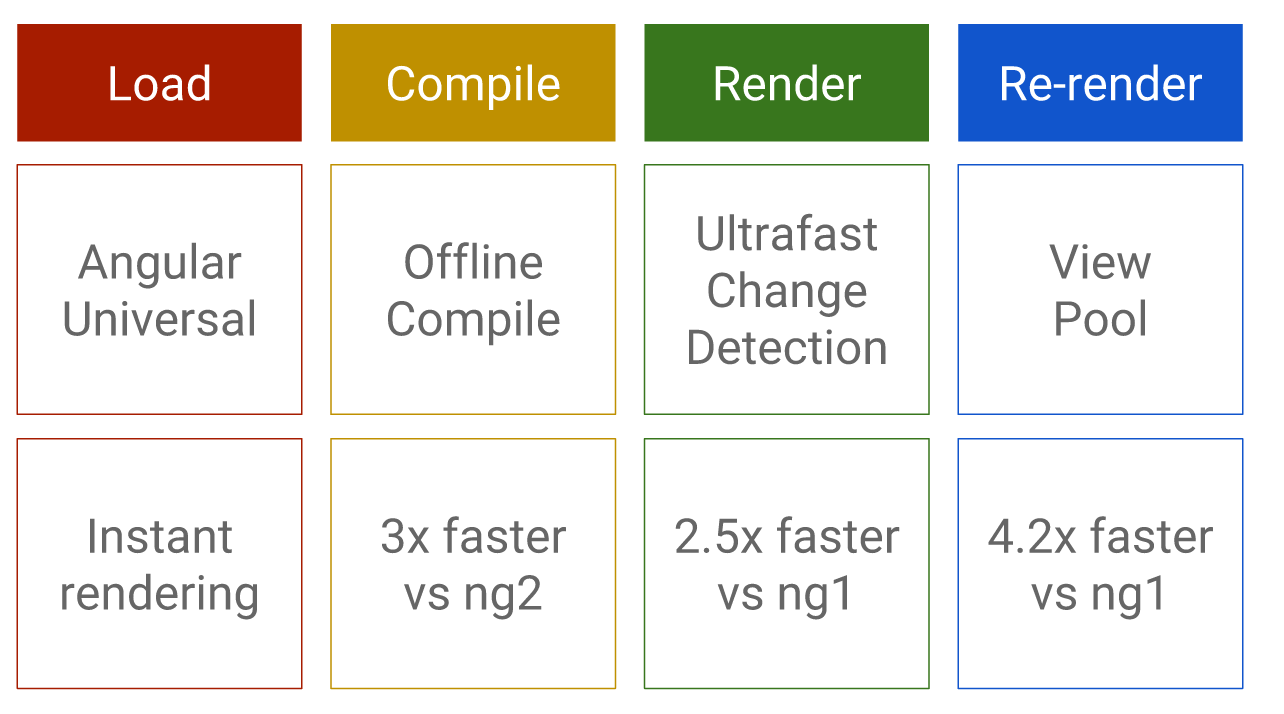 Load
Compile
Render
Re-render
Angular
Universal
Offline
Compile
Ultrafast
Change
Detection
View
Pool
Instant
rendering
3x faster
vs ng2
2.5x faster
vs ng1
4.2x faster
vs ng1